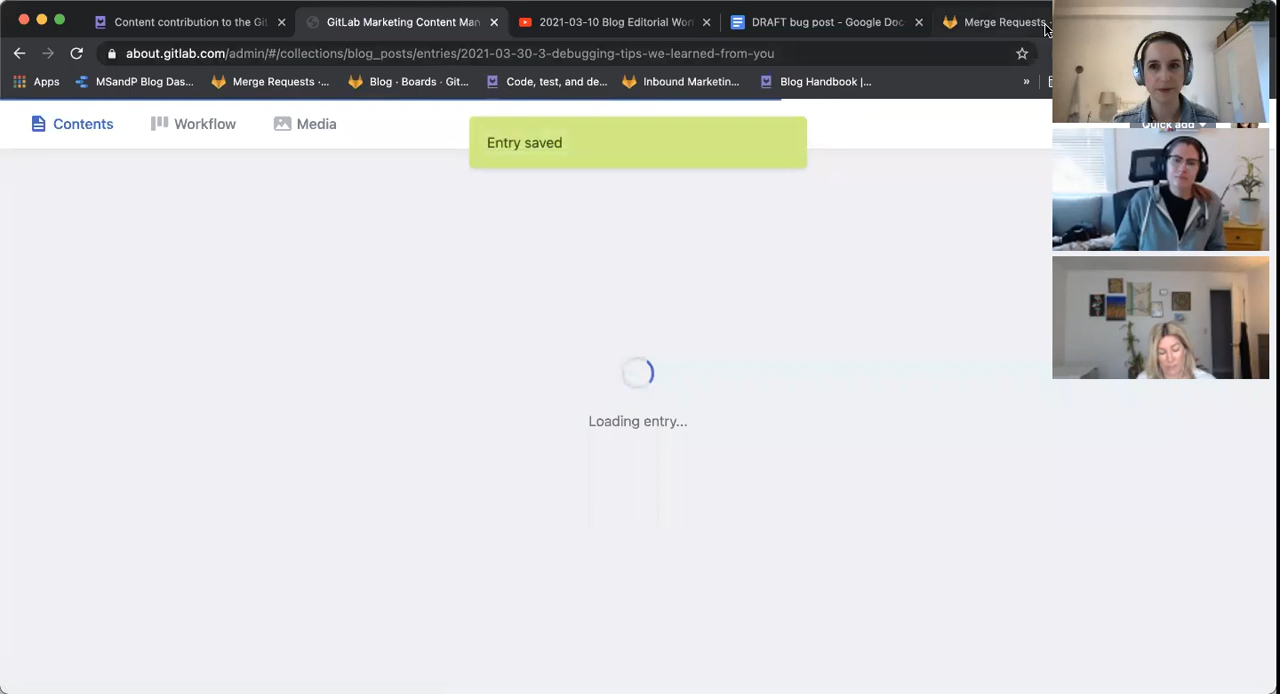 Content contribution to the Git
GitLab Marketing Content Man
2021-03-10 Blog Editorial Wor
DRAFT bug post - Google Doc
Merge Requests ·
about.gitlab.com/admin/#/collections/blog_posts/entries/2021-03-30-3-debugging-tips-we-learned-from-you
Apps
MSandP Blog Das...
Merge Requests ·...
Blog · Boards · Git...
Code, test, and de...
Inbound Marketin...
Blog Handbook |...
»
Contents
Workflow
Media
Quick add
Entry saved
Loading entry...